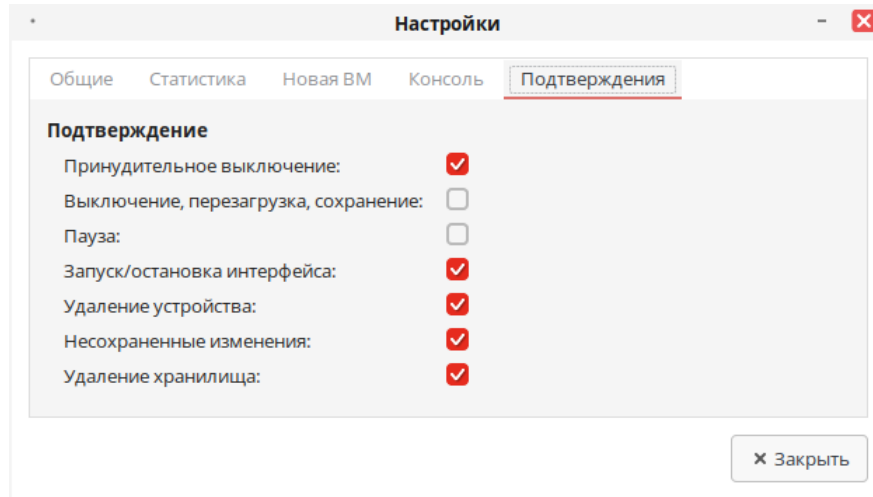 Настройки
Общие Статистика Новая ВМ Консоль Подтверждения
Подтверждение
Принудительное выключение:
Выключение, перезагрузка, сохранение:
Пауза:
Запуск/остановка интерфейса:
Удаление устройства:
Несохраненные изменения:
Удаление хранилища:
Закрыть